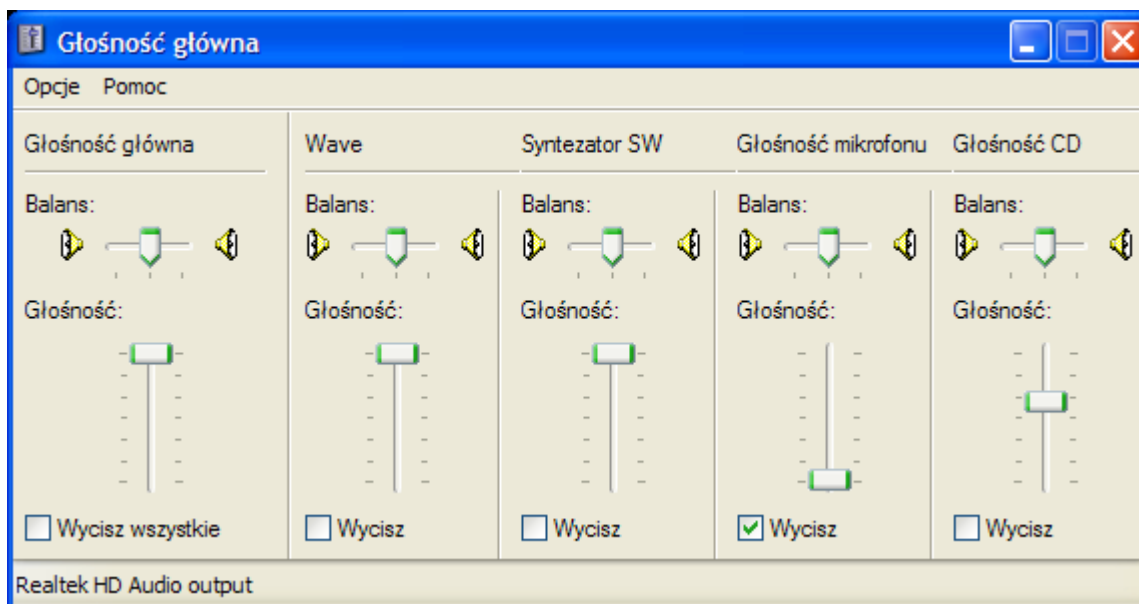 Głośność główna
Opcje Pomoc
Głośność główna Wave Syntezator SW Głośność mikrofonu Głośność CD
Balans: Balans: Balans: Balans: Balans:
Głośność: Głośność: Głośność: Głośność: Głośność:
Wycisz wszystkie Wycisz Wycisz Wycisz Wycisz
Realtek HD Audio output